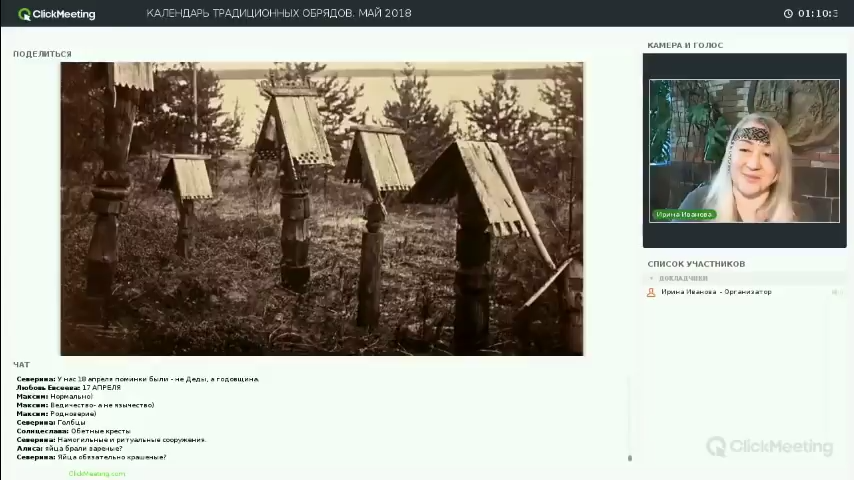 ClickMeeting
КАЛЕНДАРЬ ТРАДИЦИОННЫХ ОБРЯДОВ. МАЙ 2018
01:10:3
ПОДЕЛИТЬСЯ
КАМЕРА И ГОЛОС
Ирина Иванова
СПИСОК УЧАСТНИКОВ
ДОКЛАДЧИКИ
Ирина Иванова - Организатор
ЧАТ
Северина: У нас 18 апреля поминки были - не Деды, а годовщина.
Любовь Евсеева: 17 АПРЕЛЯ
Максим: Нормально)
Максим: Ведичество- а не язычество)
Максим: Родноверие)
Северина: Голбцы
Солнцеслава: Обетные кресты
Северина: Намогильные и ритуальные сооружения.
Алиса: яйца брали вареные?
Северина: Яйца обязательно крашеные?
ClickMeeting.com
ClickMeeting